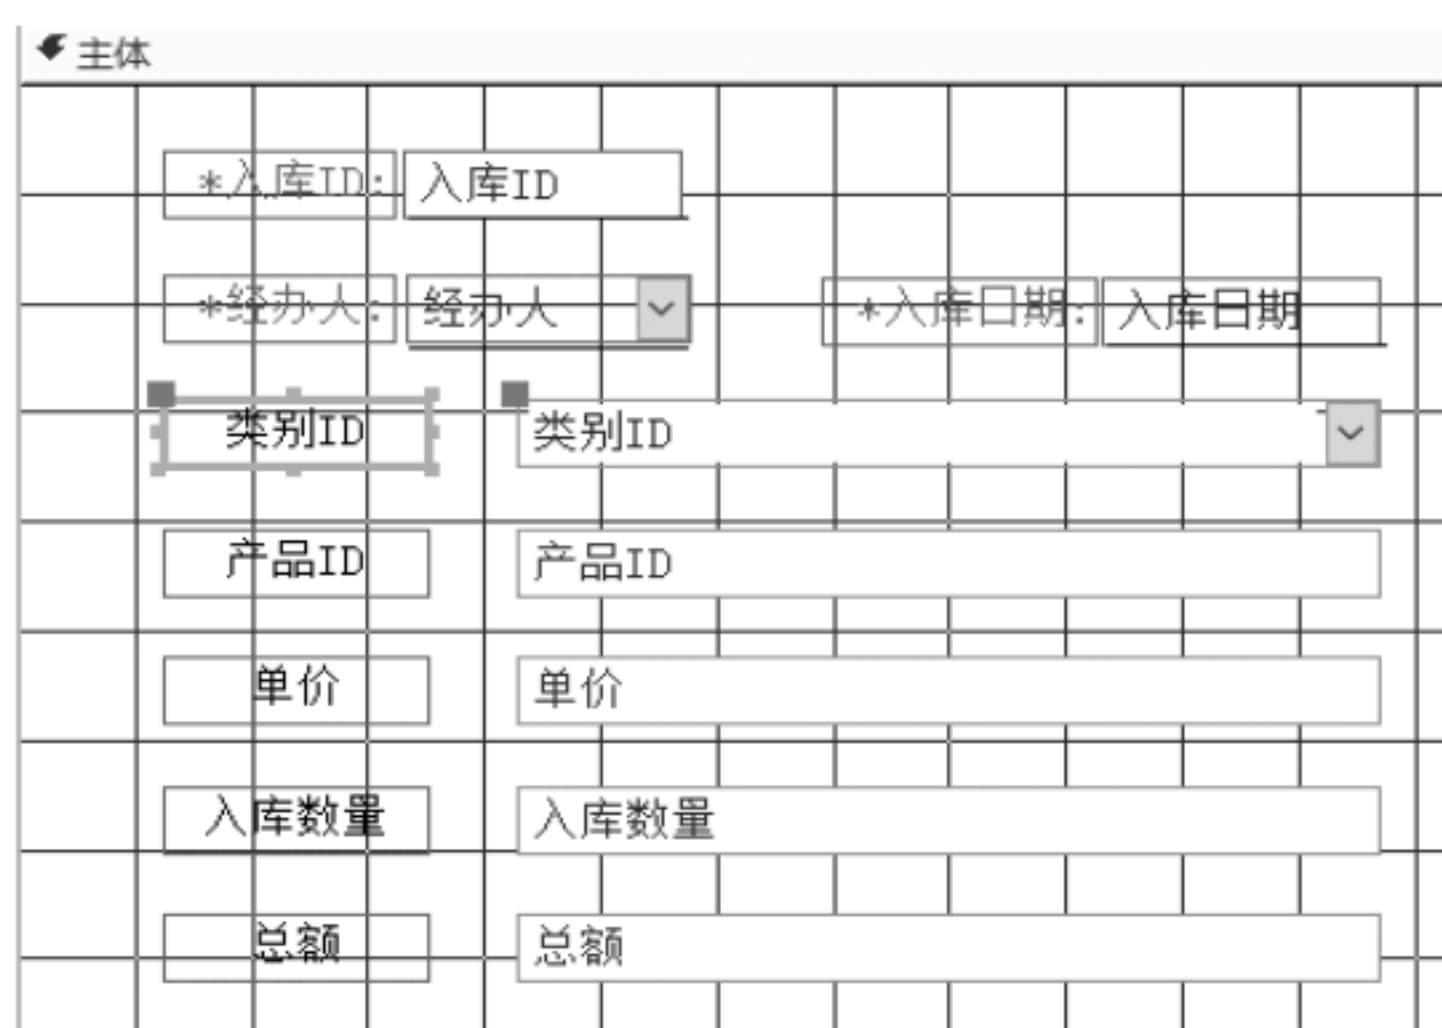 主体
*入库ID: 入库ID
*经办人: 经办人 *入库日期: 入库日期
类别ID 类别ID
产品ID 产品ID
单价 单价
入库数量 入库数量
总额 总额